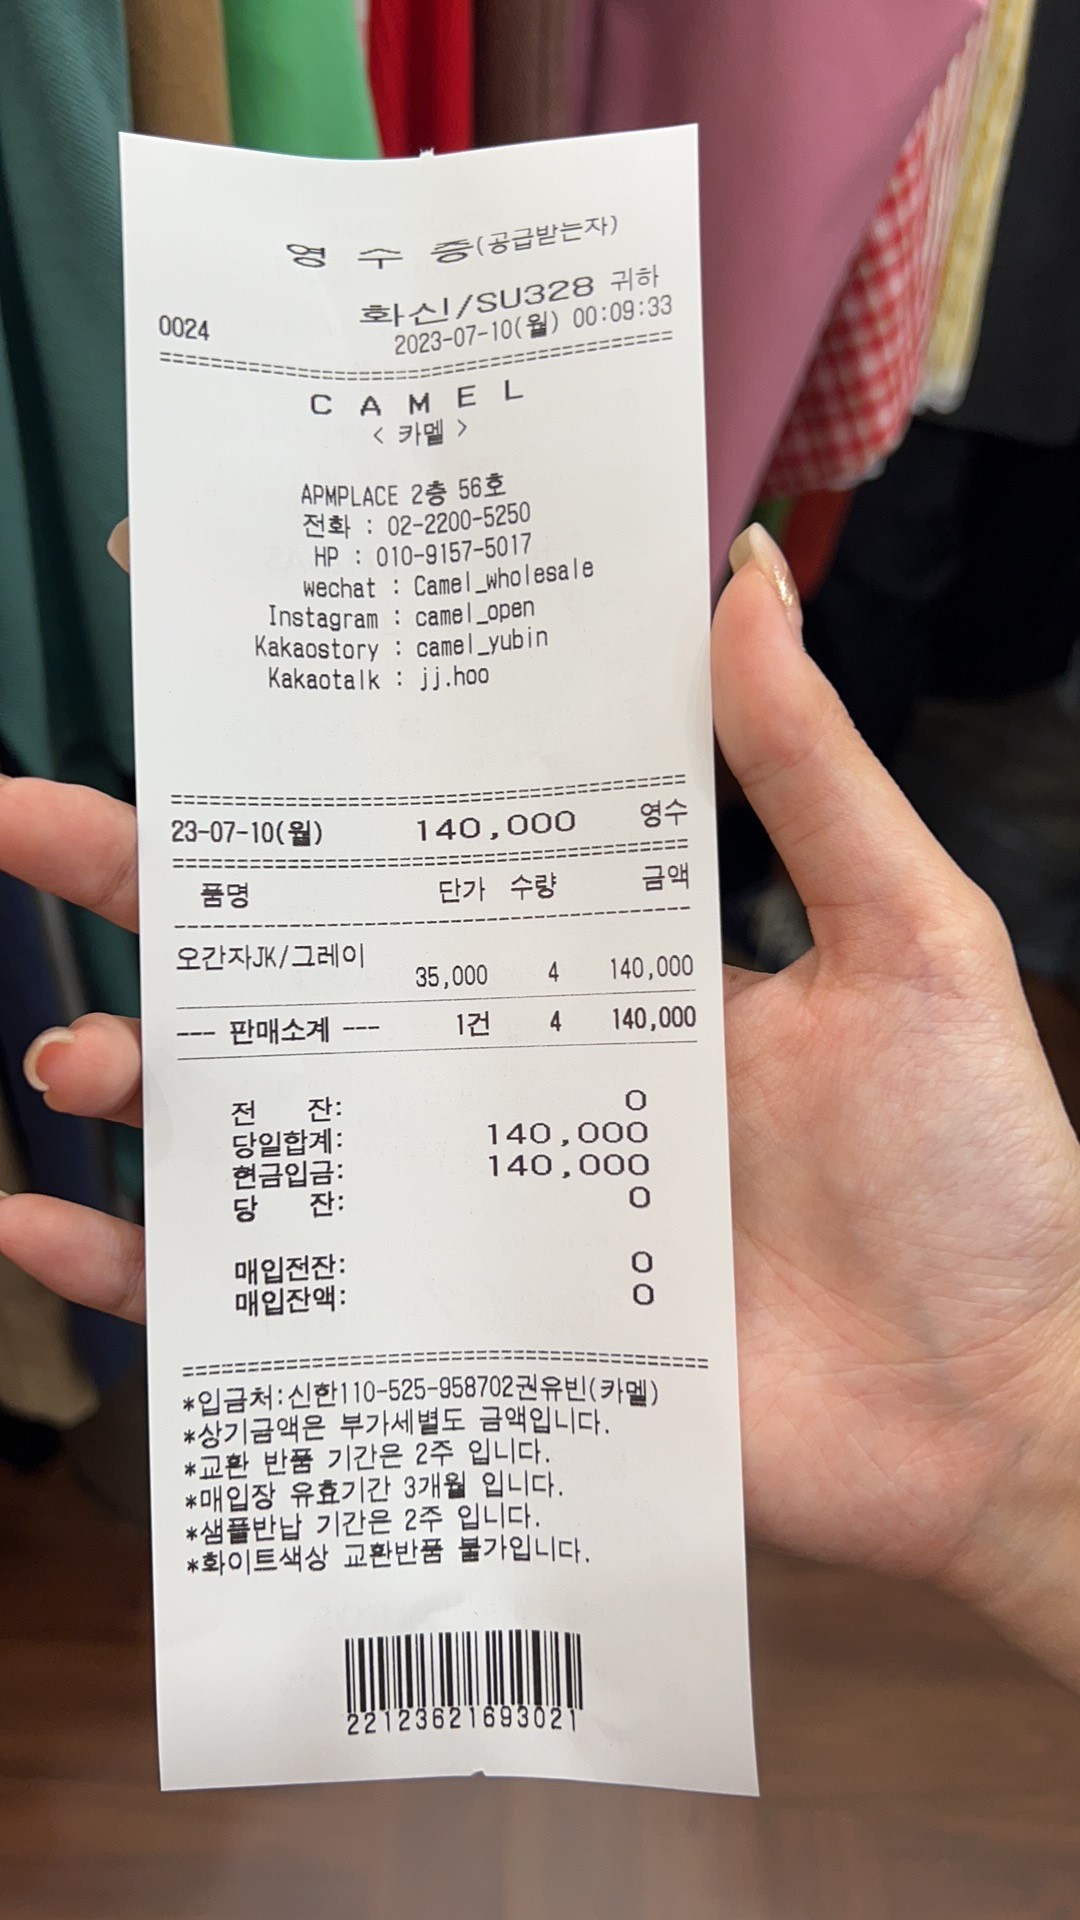 영 수 증(공급받는자)
화신/SU328 귀하
0024 2023-07-10(월) 00:09:33
==========================================
C A M E L
< 카멜 >
APMPLACE 2층 56호
전화 : 02-2200-5250
HP : 010-9157-5017
wechat : Camel_wholesale
Instagram : camel_open
Kakaostory : camel_yubin
Kakaotalk : jj.hoo
==========================================
23-07-10(월) 140,000 영수
==========================================
품명 단가 수량 금액
------------------------------------------
오간자JK/그레이
35,000 4 140,000
--- 판매소계 --- 1건 4 140,000
전 잔: 0
당일합계: 140,000
현금입금: 140,000
당 잔: 0
매입전잔: 0
매입잔액: 0
==========================================
*입금처:신한110-525-958702권유빈(카멜)
*상기금액은 부가세별도 금액입니다.
*교환 반품 기간은 2주 입니다.
*매입장 유효기간 3개월 입니다.
*샘플반납 기간은 2주 입니다.
*화이트색상 교환반품 불가입니다.
22123621693021